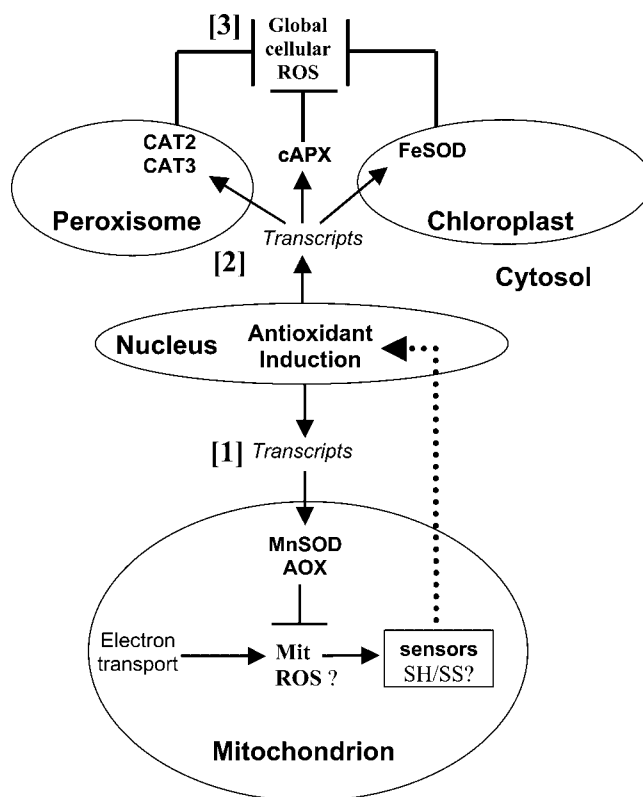 [3] Global
cellular
ROS
CAT2
CAT3
cAPX
FeSOD
Peroxisome
Chloroplast
Transcripts
[2]
Cytosol
Nucleus
Antioxidant
Induction
[1] Transcripts
MnSOD
AOX
Electron
transport
Mit
ROS ?
sensors
SH/SS?
Mitochondrion